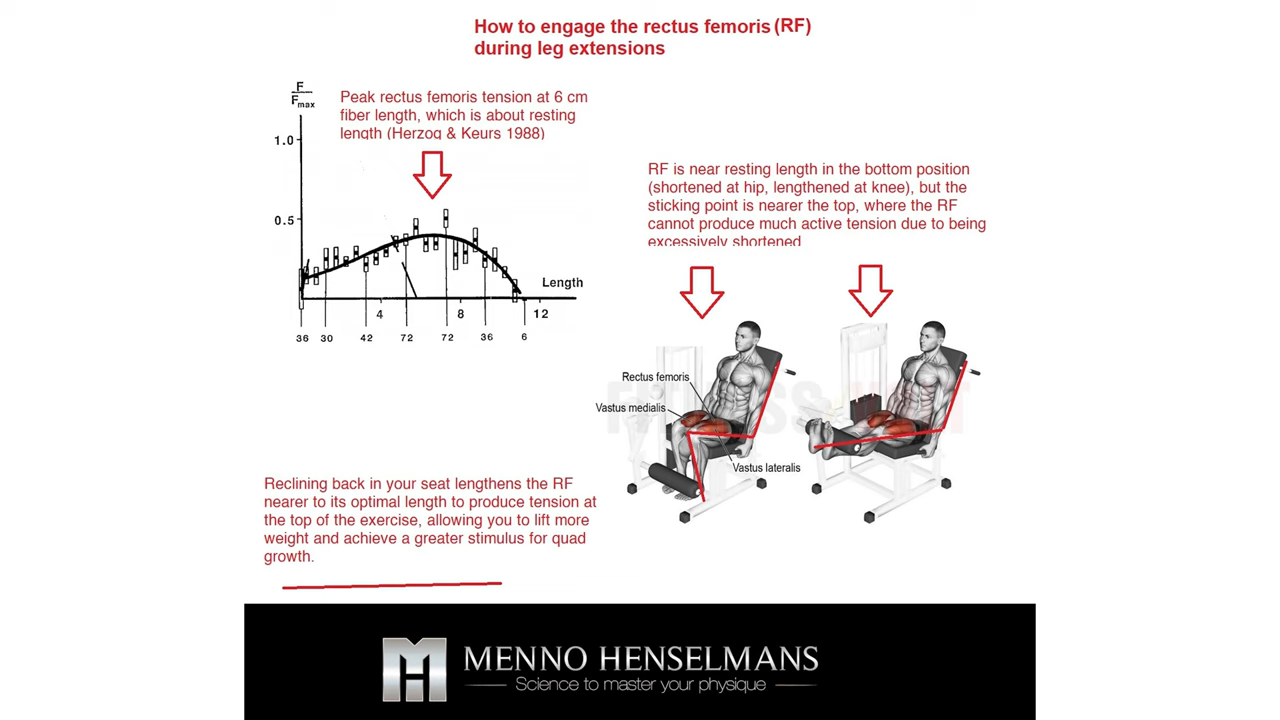 How to engage the rectus femoris (RF)
during leg extensions
F
Fmax
1.0
0.5
Peak rectus femoris tension at 6 cm
fiber length, which is about resting
length (Herzog & Keurs 1988)
Length
4
8
12
36 30 42 72 72 36 6
RF is near resting length in the bottom position
(shortened at hip, lengthened at knee), but the
sticking point is nearer the top, where the RF
cannot produce much active tension due to being
excessively shortened
Rectus femoris
Vastus medialis
Vastus lateralis
Reclining back in your seat lengthens the RF
nearer to its optimal length to produce tension at
the top of the exercise, allowing you to lift more
weight and achieve a greater stimulus for quad
growth.
MENNO HENSELMANS
Science to master your physique